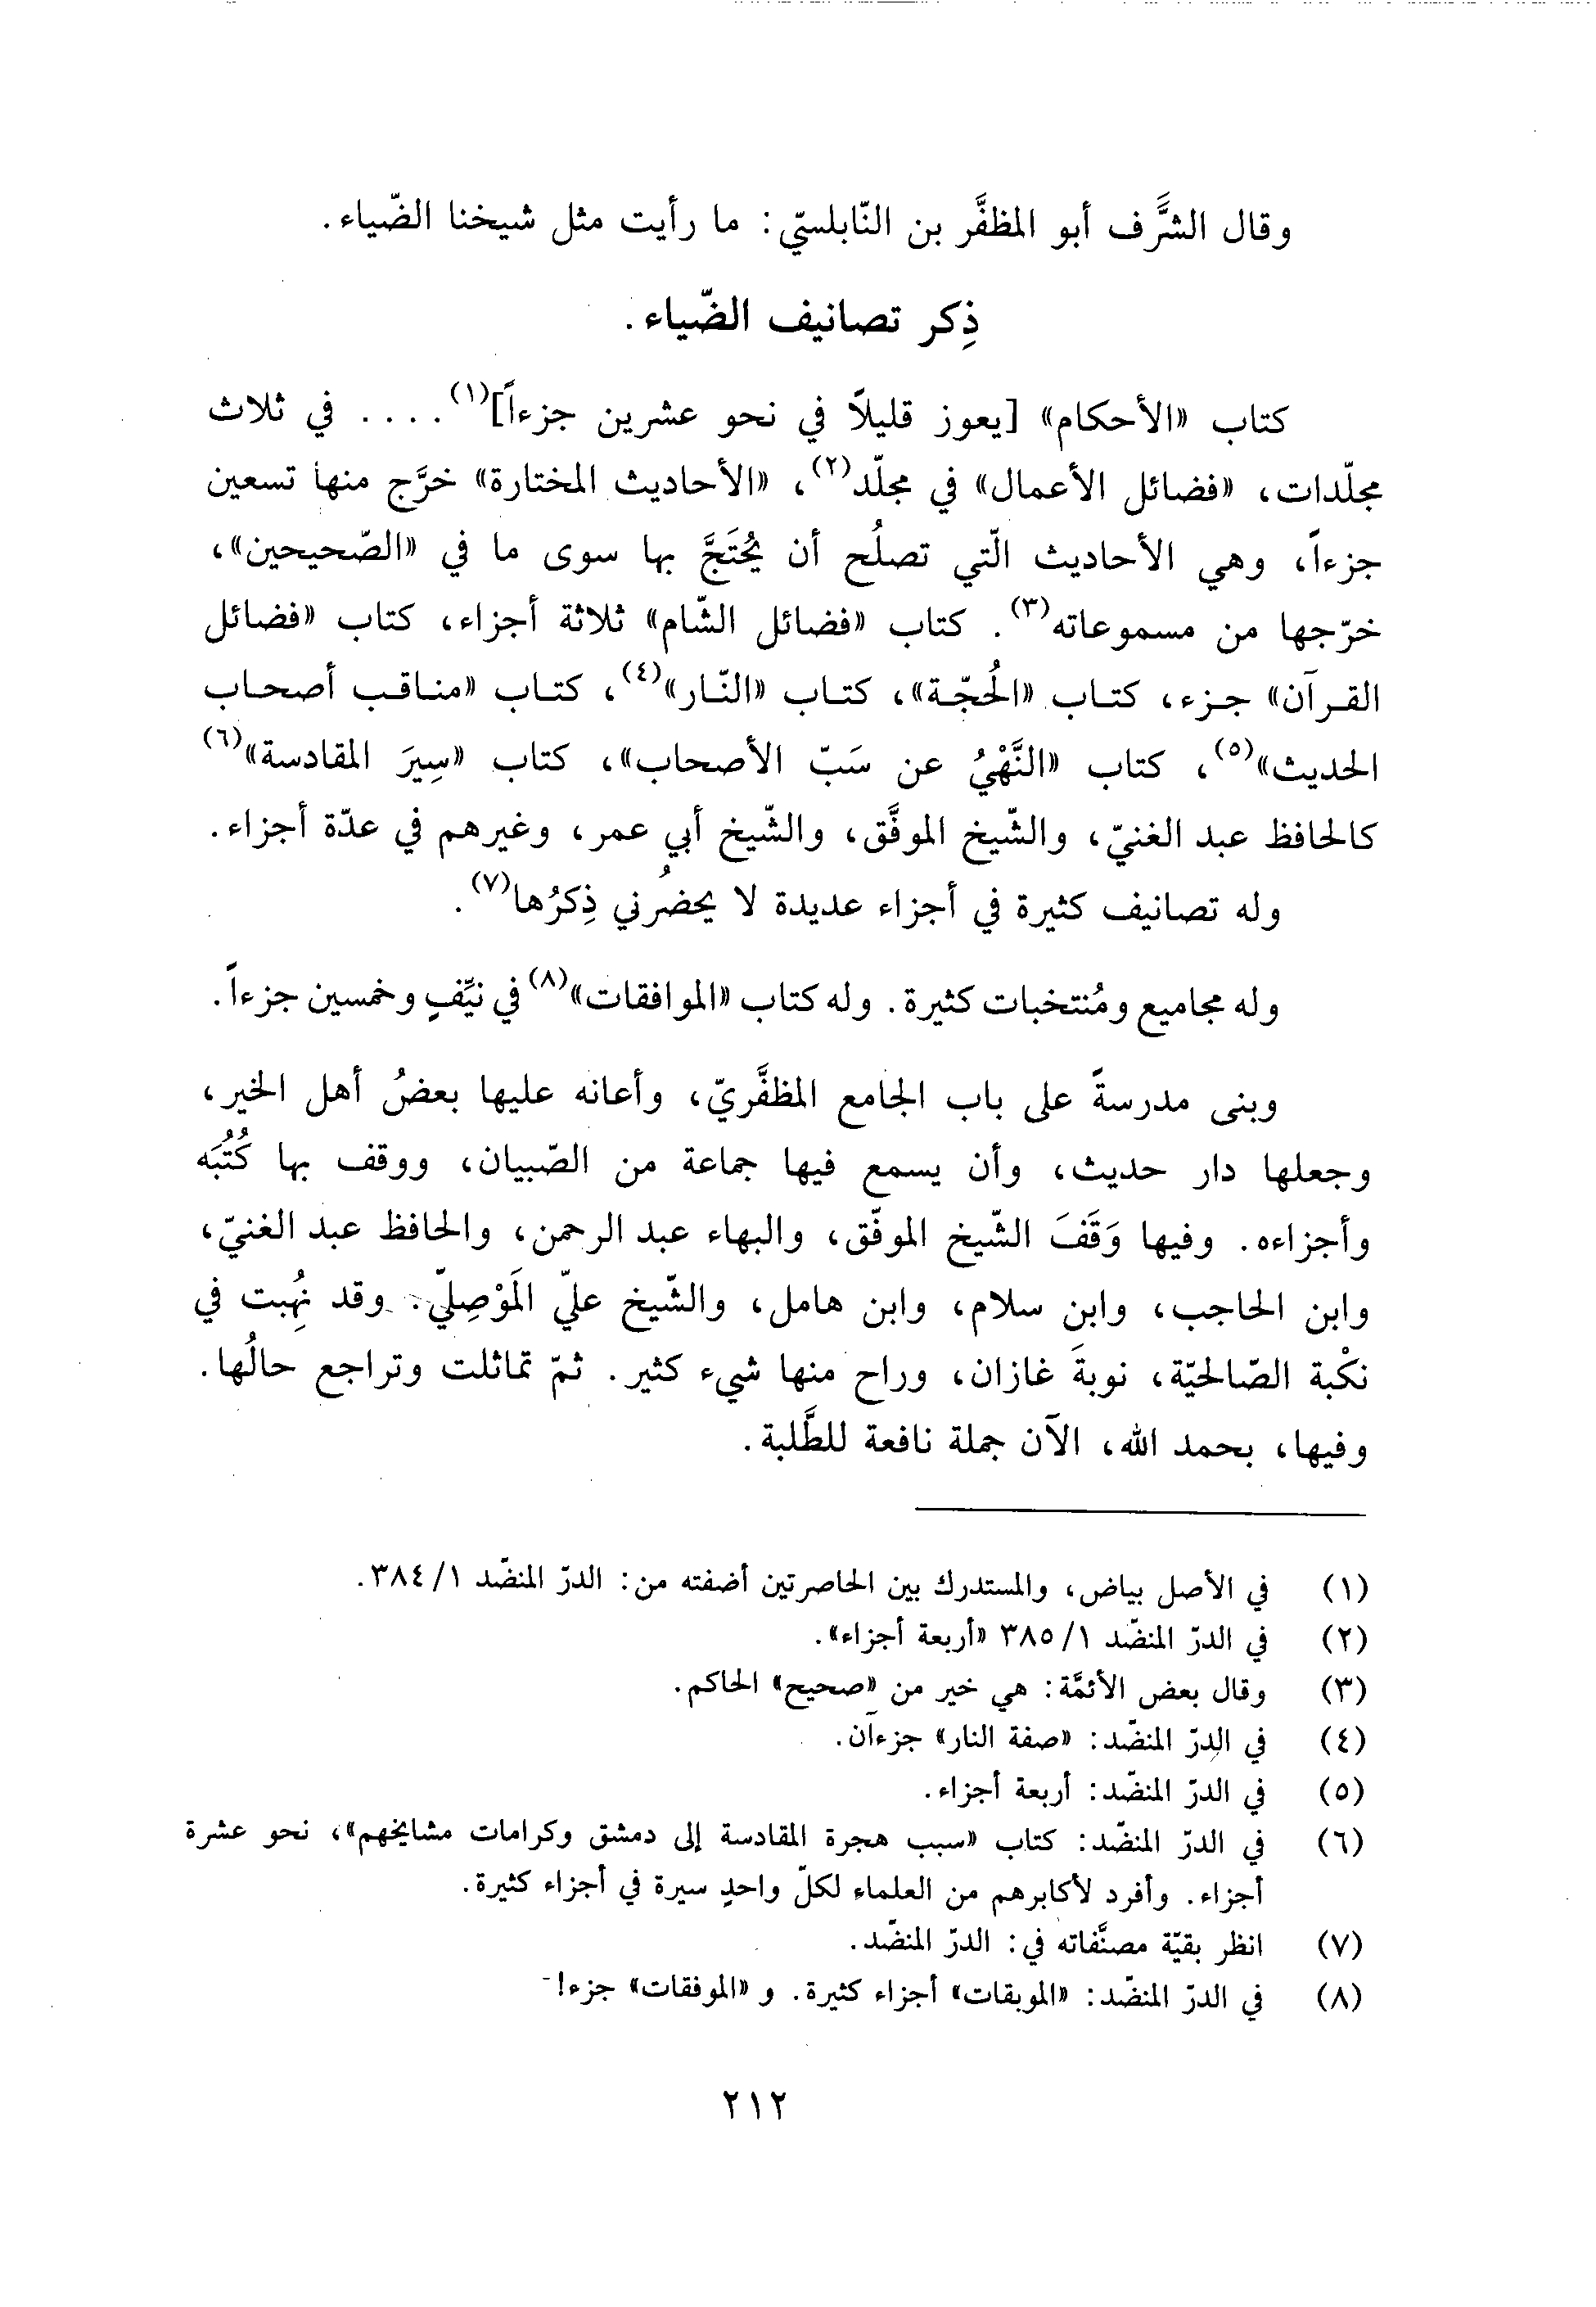 وقال الشَّرف أبو المظفَّر بن النّابلسيّ: ما رأيت مثل شيخنا الضّياء.
ذِكر تصانيف الضّياء.
كتاب «الأحكام» [يعوز قليلاً في نحو عشرين جزءاً](١) .... في ثلاث
مجلّدات، «فضائل الأعمال» في مجلّد(٢)، «الأحاديث المختارة» خرَّج منها تسعين
جزءاً، وهي الأحاديث الّتي تصلُح أن يُحتَجَّ بها سوى ما في «الصّحيحين»،
خرّجها من مسموعاته(٣). كتاب «فضائل الشّام» ثلاثة أجزاء، كتاب «فضائل
القرآن» جزء، كتاب «الحُجّة»، كتاب «النّار»(٤)، كتاب «مناقب أصحاب
الحديث»(٥)، كتاب «النَّهْيُ عن سَبّ الأصحاب»، كتاب «سِيرَ المقادسة»(٦)
كالحافظ عبد الغنيّ، والشّيخ الموفَّق، والشّيخ أبي عمر، وغيرهم في عدّة أجزاء.
وله تصانيف كثيرة في أجزاء عديدة لا يحضُرني ذِكرُها(٧).
وله مجاميع ومُنتخبات كثيرة. وله كتاب «الموافقات»(٨) في نيِّفٍ وخمسين جزءاً.
وبنى مدرسةً على باب الجامع المظفَّريّ، وأعانه عليها بعضُ أهل الخير،
وجعلها دار حديث، وأن يسمع فيها جماعة من الصّبيان، ووقف بها كُتُبَه
وأجزاءه. وفيها وَقَفَ الشّيخ الموفّق، والبهاء عبد الرحمن، والحافظ عبد الغنيّ،
وابن الحاجب، وابن سلام، وابن هامل، والشّيخ عليّ المَوْصِليّ. وقد نُهِبت في
نكْبة الصّالحيّة، نوبةَ غازان، وراح منها شيء كثير. ثمّ تماثلت وتراجع حالُها.
وفيها، بحمد الله، الآن جملة نافعة للطَّلبة.
(١) في الأصل بياض، والمستدرك بين الحاصرتين أضفته من: الدرّ المنضّد ١/ ٣٨٤.
(٢) في الدرّ المنضّد ١/ ٣٨٥ «أربعة أجزاء».
(٣) وقال بعض الأئمَّة: هي خير من «صحيح» الحاكم.
(٤) في الدرّ المنضّد: «صفة النار» جزءآن.
(٥) في الدرّ المنضّد: أربعة أجزاء.
(٦) في الدرّ المنضّد: كتاب «سبب هجرة المقادسة إلى دمشق وكرامات مشايخهم»، نحو عشرة
أجزاء. وأفرد لأكابرهم من العلماء لكلّ واحدٍ سيرة في أجزاء كثيرة.
(٧) انظر بقيّة مصنَّفاته في: الدرّ المنضّد.
(٨) في الدرّ المنضّد: «الموبقات» أجزاء كثيرة. و «الموفقات» جزء!
٢١٢